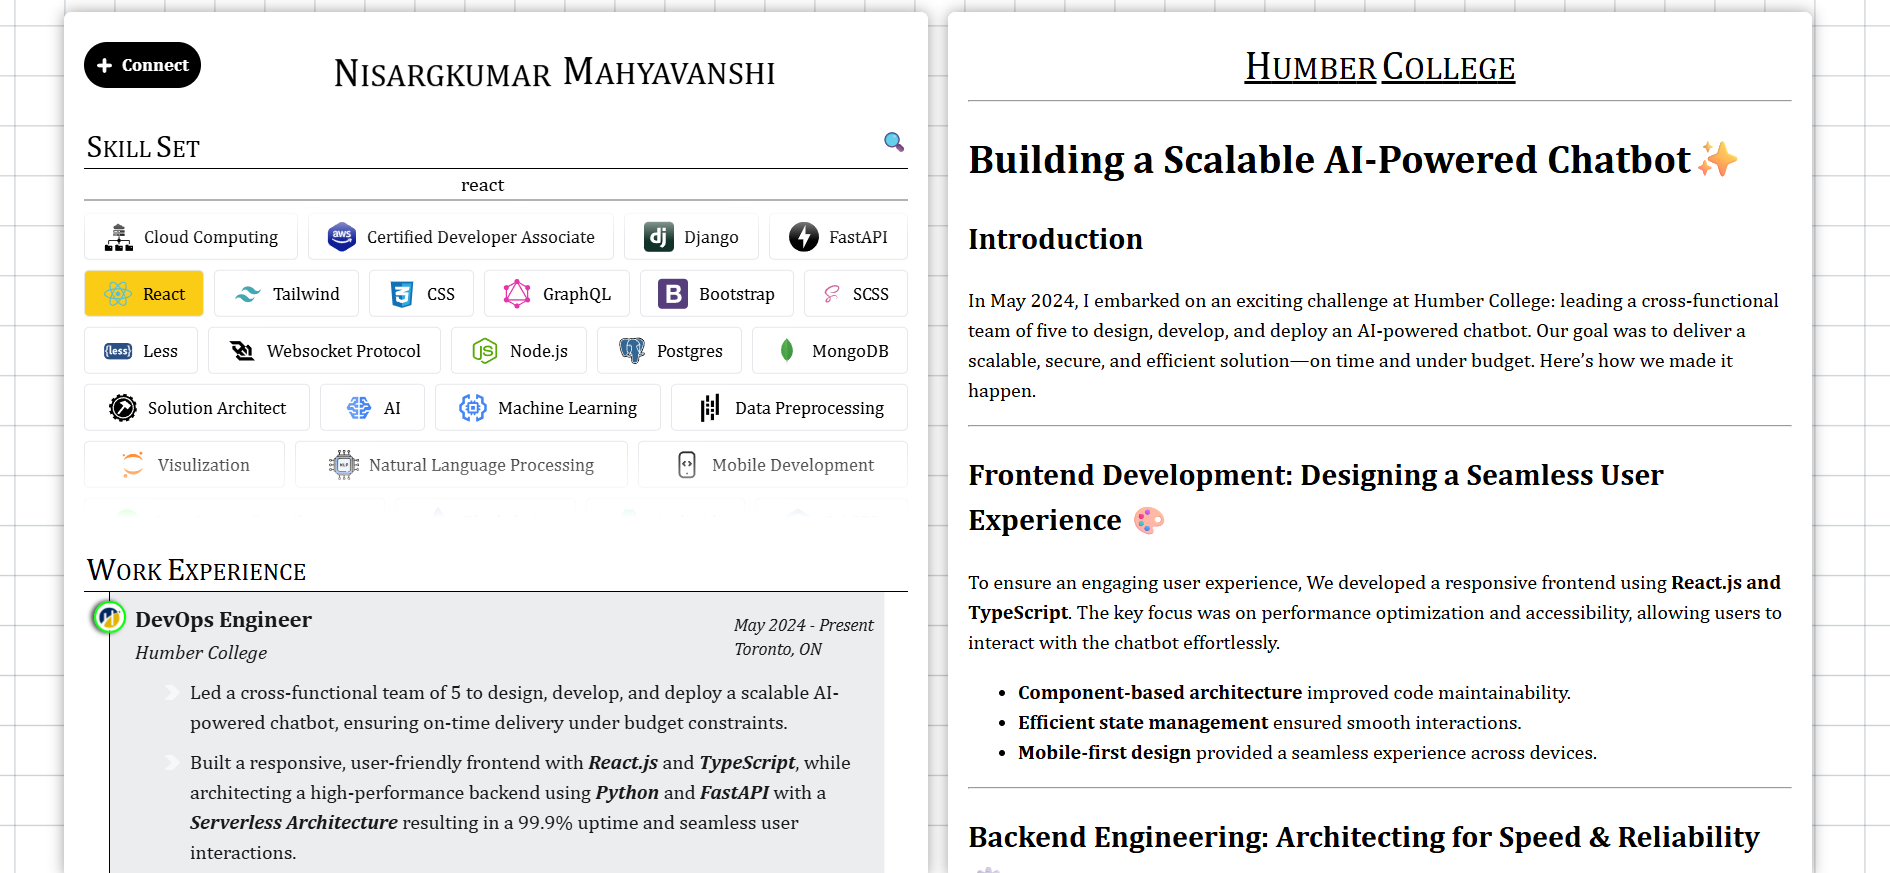 Connect
Nisargkumar Mahyavanshi
Skill Set
react
Cloud Computing
aws
Certified Developer Associate
dj
Django
FastAPI
React
Tailwind
CSS
GraphQL
B
Bootstrap
SCSS
{less}
Less
Websocket Protocol
JS
Node.js
Postgres
MongoDB
Solution Architect
AI
Machine Learning
Data Preprocessing
Visulization
NLP
Natural Language Processing
Mobile Development
Work Experience
DevOps Engineer
May 2024 - Present
Humber College
Toronto, ON
Led a cross-functional team of 5 to design, develop, and deploy a scalable AI-
powered chatbot, ensuring on-time delivery under budget constraints.
Built a responsive, user-friendly frontend with React.js and TypeScript, while
architecting a high-performance backend using Python and FastAPI with a
Serverless Architecture resulting in a 99.9% uptime and seamless user
interactions.
Humber College
Building a Scalable AI-Powered Chatbot✨
Introduction
In May 2024, I embarked on an exciting challenge at Humber College: leading a cross-functional
team of five to design, develop, and deploy an AI-powered chatbot. Our goal was to deliver a
scalable, secure, and efficient solution—on time and under budget. Here’s how we made it
happen.
Frontend Development: Designing a Seamless User
Experience 🎨
To ensure an engaging user experience, We developed a responsive frontend using React.js and
TypeScript. The key focus was on performance optimization and accessibility, allowing users to
interact with the chatbot effortlessly.
• Component-based architecture improved code maintainability.
• Efficient state management ensured smooth interactions.
• Mobile-first design provided a seamless experience across devices.
Backend Engineering: Architecting for Speed & Reliability